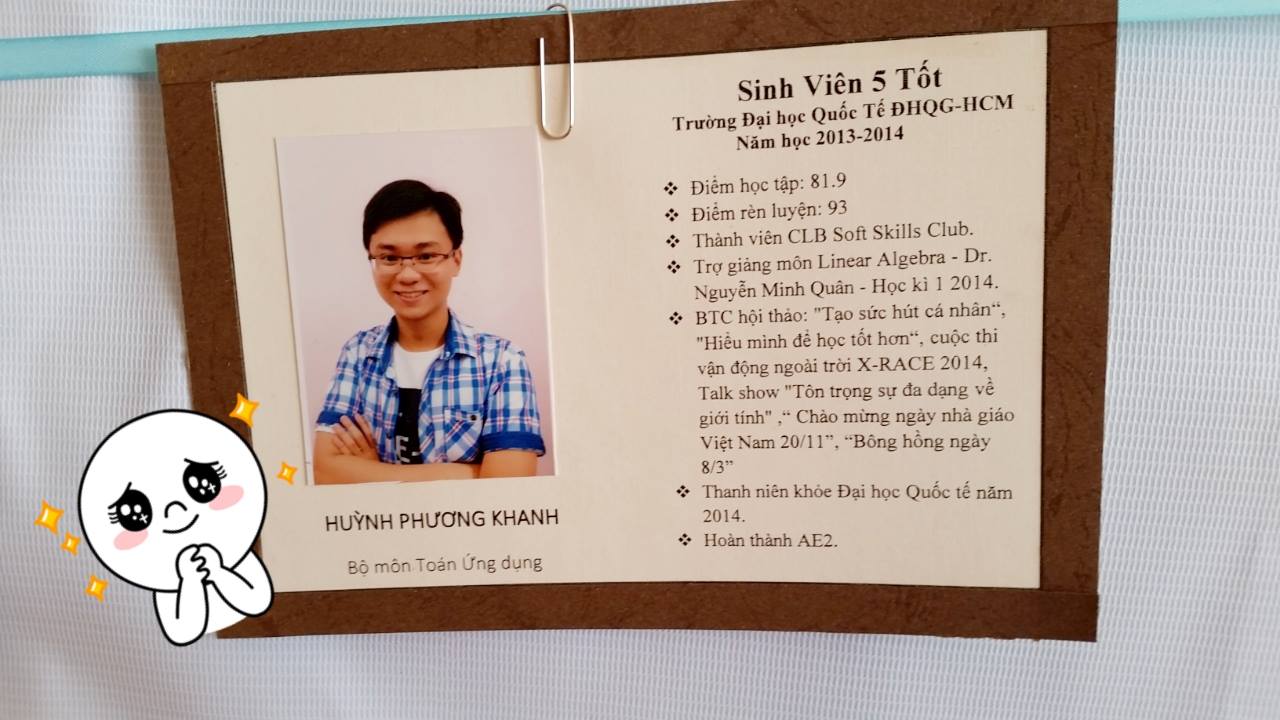 Sinh Viên 5 Tốt
Trường Đại học Quốc Tế ĐHQG-HCM
Năm học 2013-2014
❖ Điểm học tập: 81.9
❖ Điểm rèn luyện: 93
❖ Thành viên CLB Soft Skills Club.
❖ Trợ giảng môn Linear Algebra - Dr.
Nguyễn Minh Quân - Học kì 1 2014.
❖ BTC hội thảo: "Tạo sức hút cá nhân“,
"Hiểu mình để học tốt hơn“, cuộc thi
vận động ngoài trời X-RACE 2014,
Talk show "Tôn trọng sự đa dạng về
giới tính" ,“ Chào mừng ngày nhà giáo
Việt Nam 20/11”, “Bông hồng ngày
8/3”
❖ Thanh niên khỏe Đại học Quốc tế năm
2014.
❖ Hoàn thành AE2.
HUỲNH PHƯƠNG KHANH
Bộ môn Toán Ứng dụng